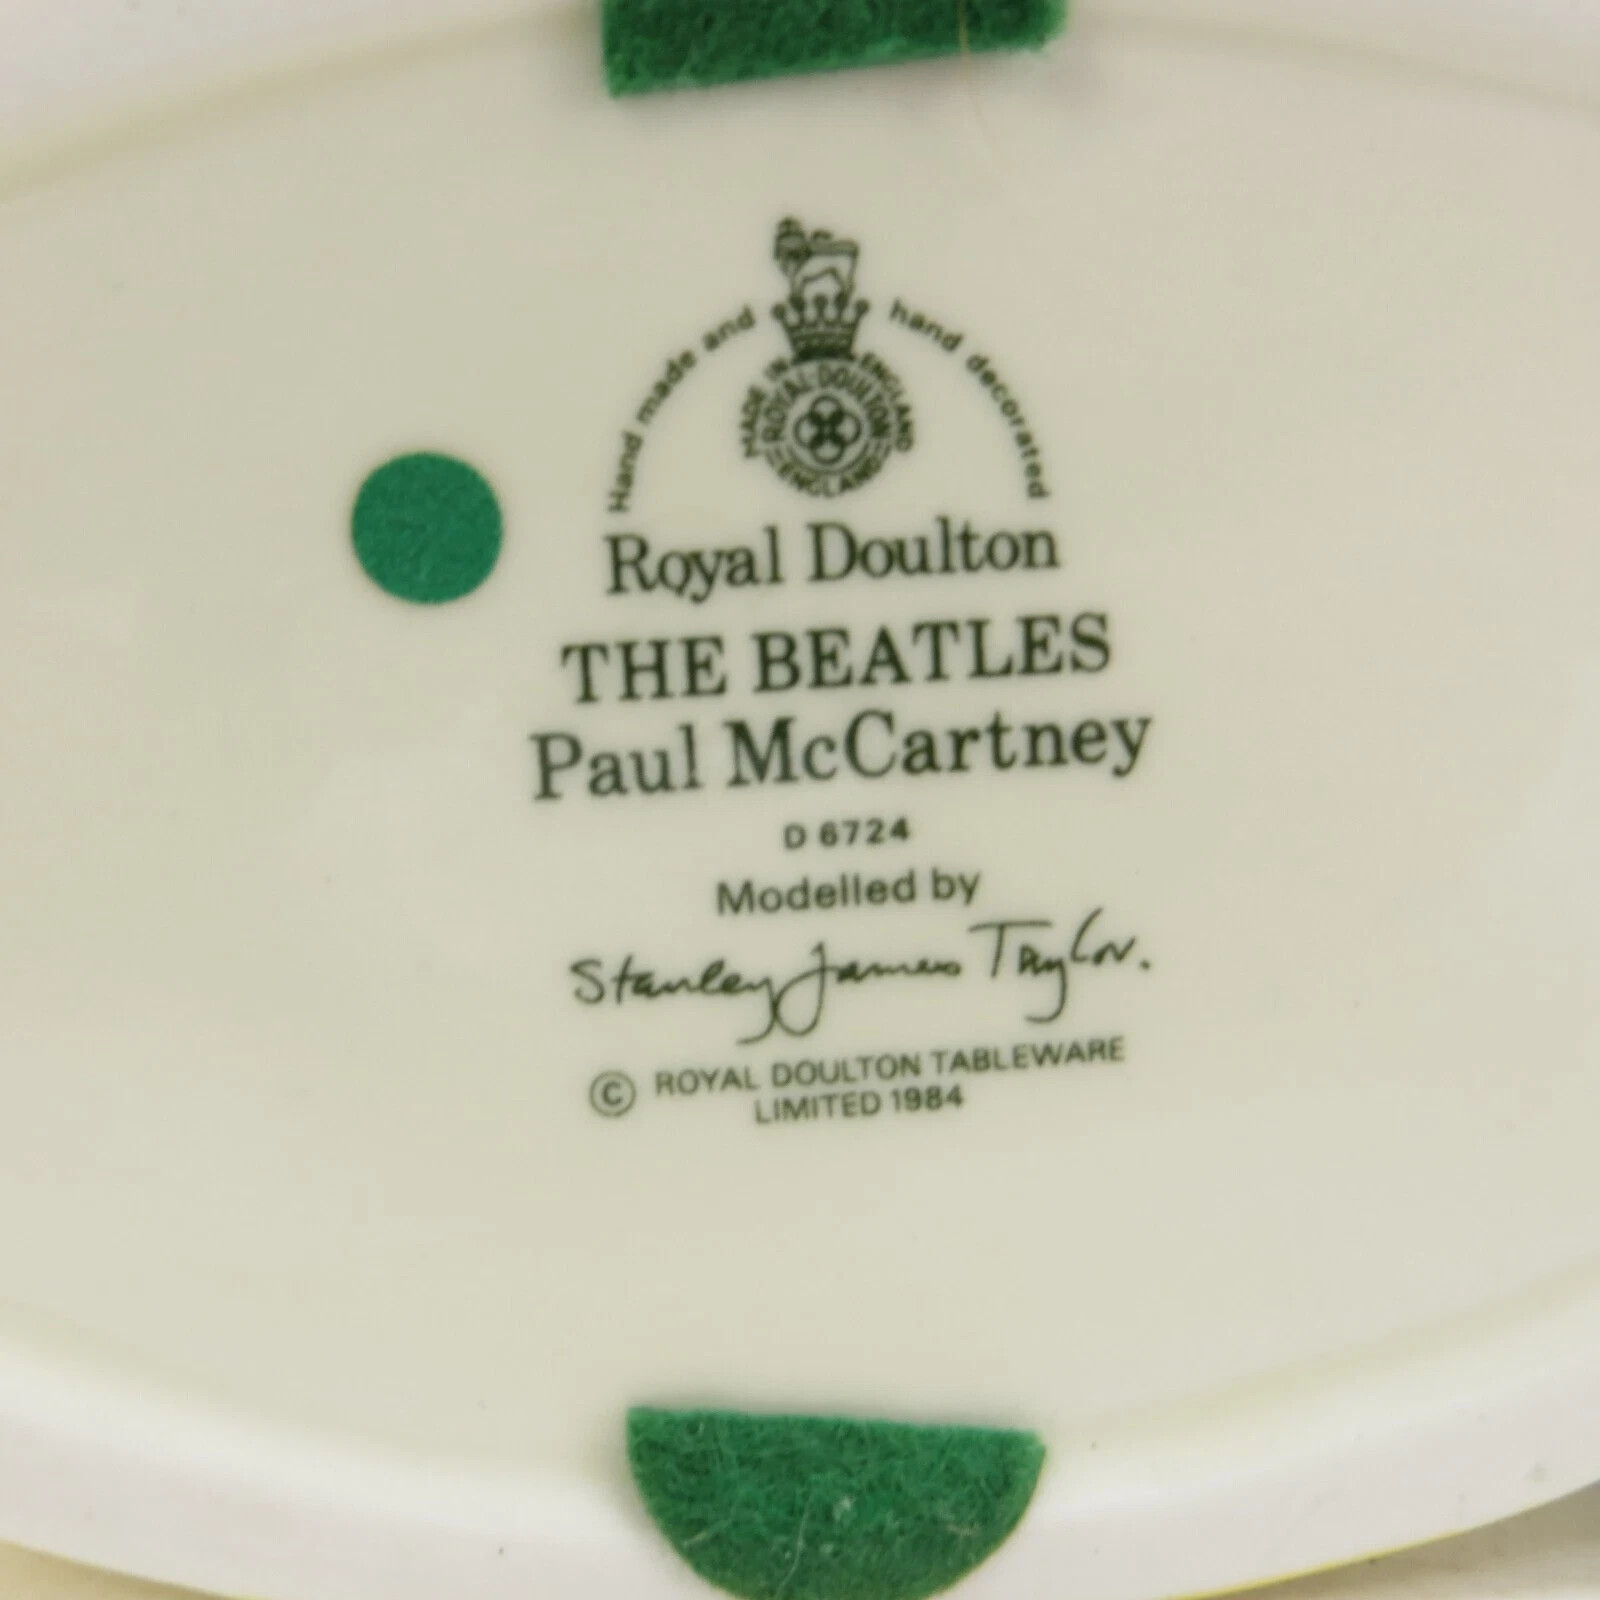 Hand made and hand decorated
MADE IN ENGLAND
ROYAL DOULTON
ENGLAND
Royal Doulton
THE BEATLES
Paul McCartney
D 6724
Modelled by
Stanley James Taylor.
© ROYAL DOULTON TABLEWARE
LIMITED 1984